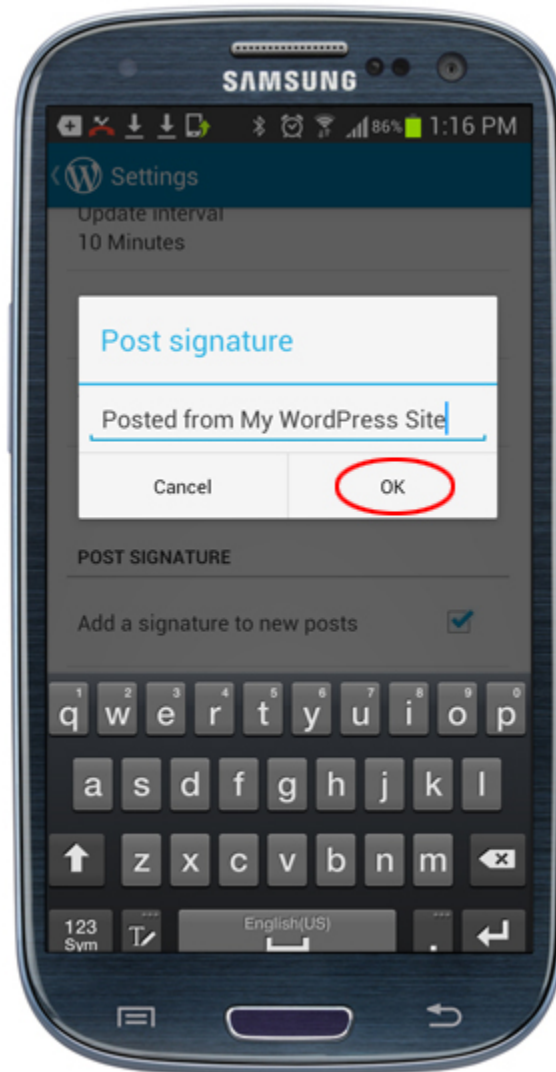 SAMSUNG
86% 1:16 PM
Settings
Update interval
10 Minutes
Post signature
Posted from My WordPress Site
Cancel OK
POST SIGNATURE
Add a signature to new posts
1 2 3 4 5 6 7 8 9 0
q w e r t y u i o p
a s d f g h j k l
z x c v b n m
123
Sym
English(US)
.